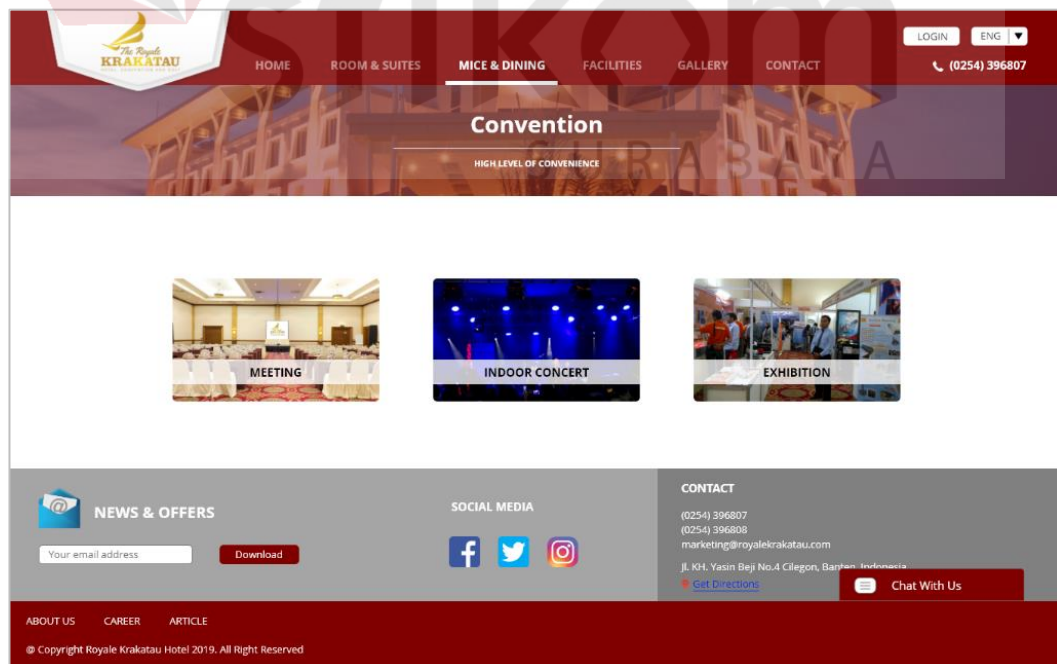 stikom
SURABAYA
The Royale
KRAKATAU
LOGIN
ENG ▼
HOME ROOM & SUITES MICE & DINING FACILITIES GALLERY CONTACT
(0254) 396807
Convention
HIGH LEVEL OF CONVENIENCE
MEETING
INDOOR CONCERT
EXHIBITION
NEWS & OFFERS
Your email address
Download
SOCIAL MEDIA
CONTACT
(0254) 396807
(0254) 396808
marketing@royalekrakatau.com
Jl. KH. Yasin Beji No.4 Cilegon, Banten, Indonesia
Get Directions
Chat With Us
ABOUT US CAREER ARTICLE
@ Copyright Royale Krakatau Hotel 2019. All Right Reserved